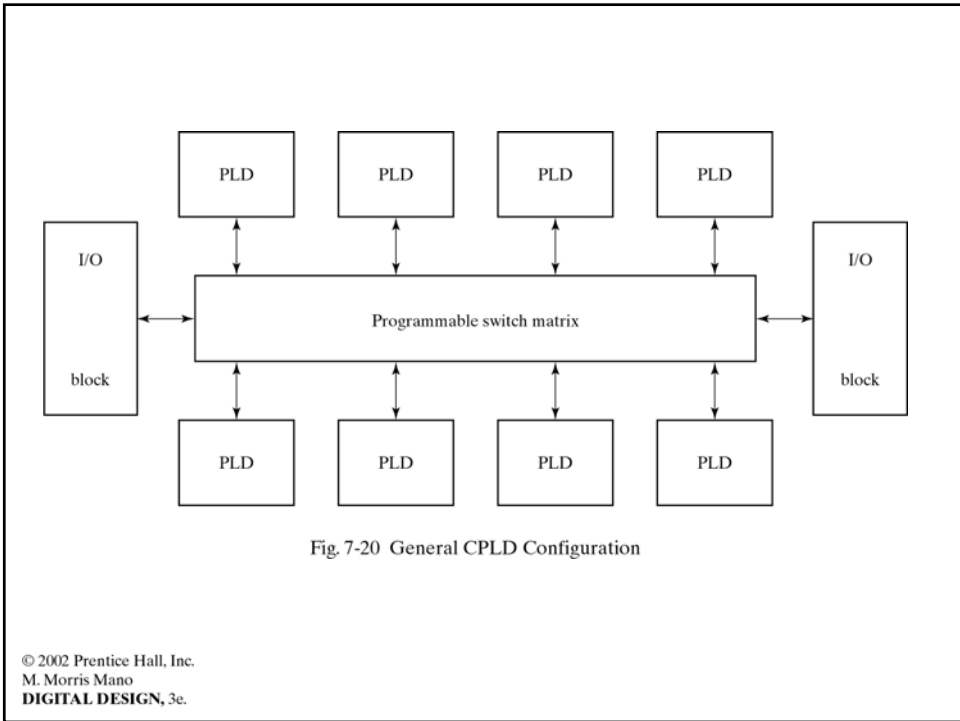 PLD
PLD
PLD
PLD
I/O
block
Programmable switch matrix
I/O
block
PLD
PLD
PLD
PLD
Fig. 7-20 General CPLD Configuration
© 2002 Prentice Hall, Inc.
M. Morris Mano
DIGITAL DESIGN, 3e.